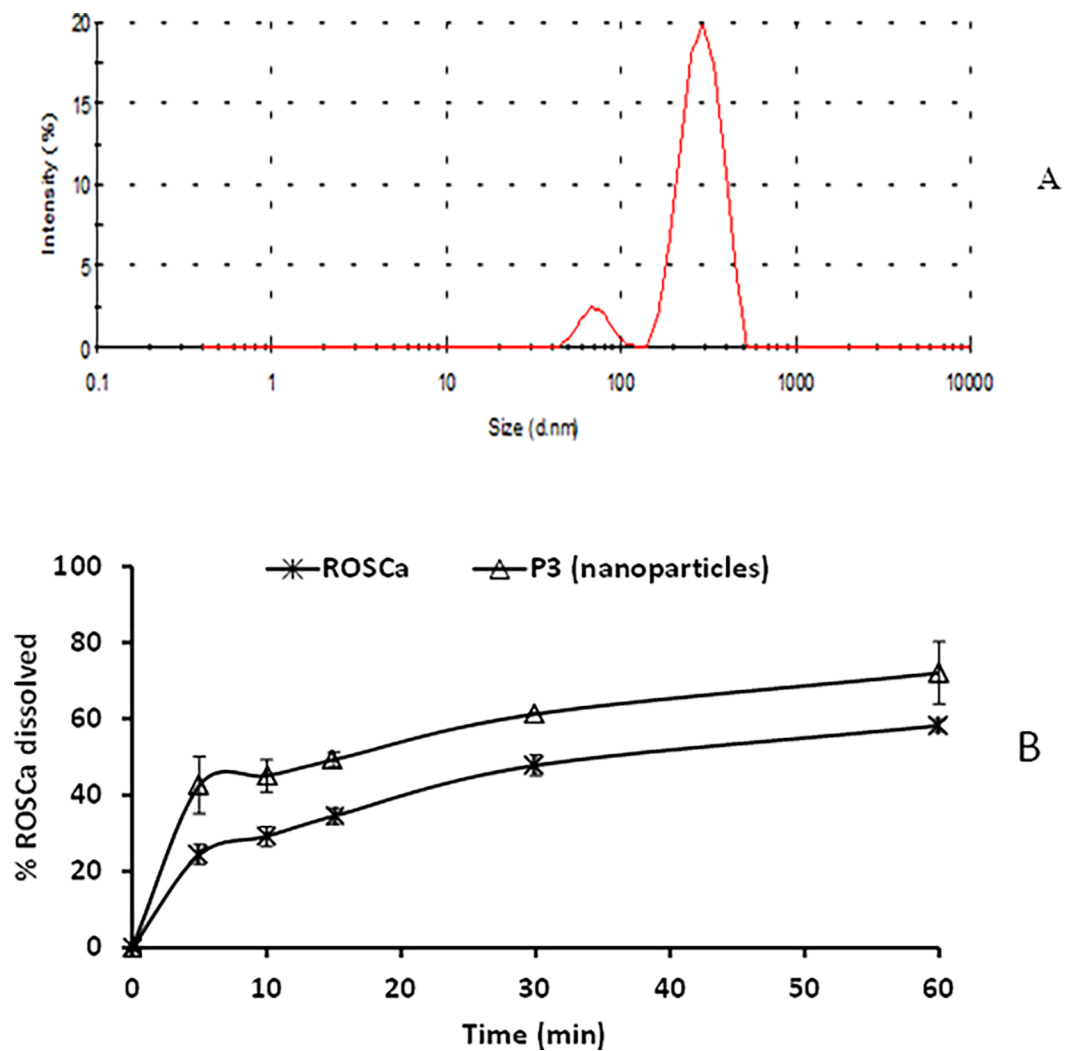 20
15
10
5
0
Intensity (%)
0.1 1 10 100 1000 10000
Size (d.nm)
A
ROSCa P3 (nanoparticles)
100
80
60
40
20
0
% ROSCa dissolved
0 10 20 30 40 50 60
Time (min)
B